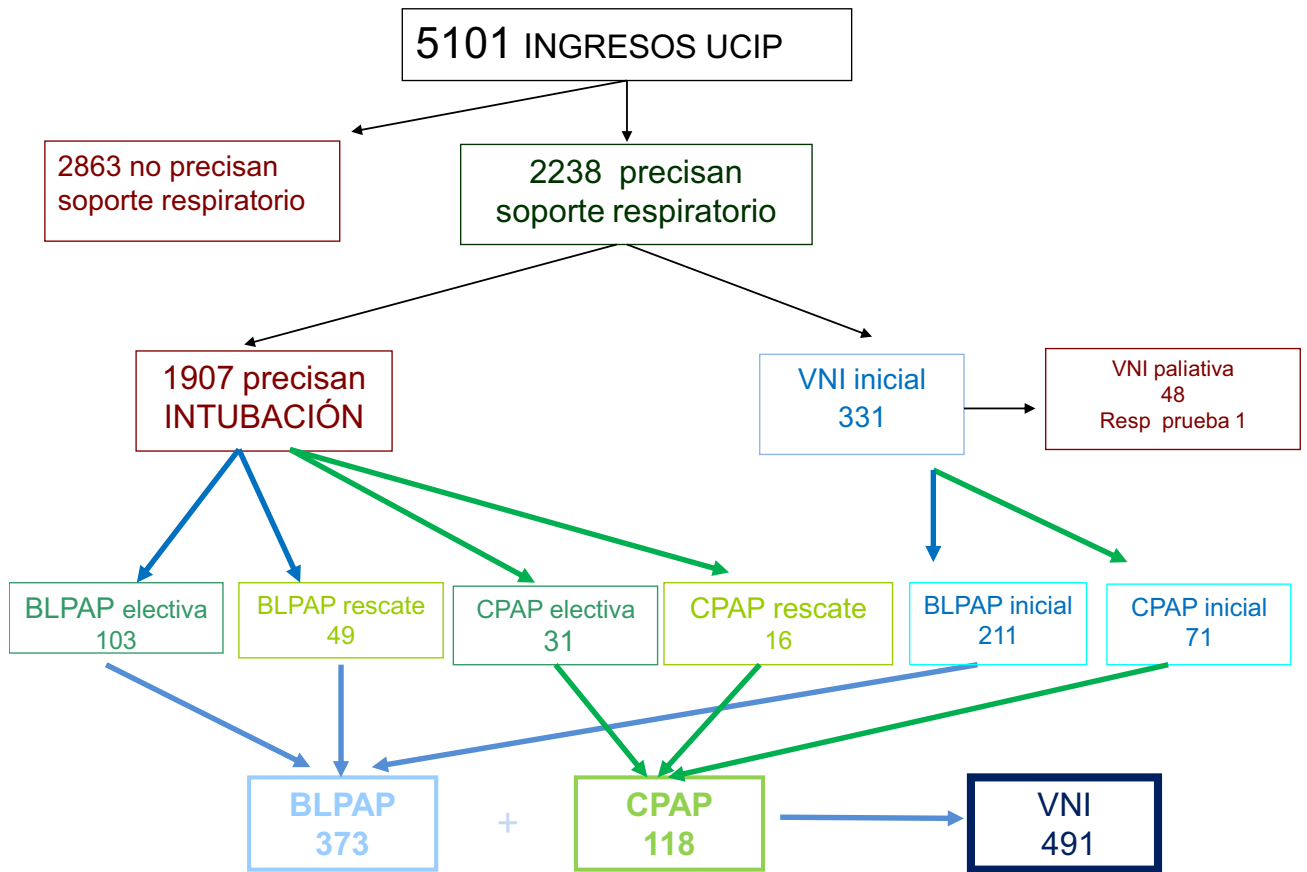 5101 INGRESOS UCIP
2863 no precisan
soporte respiratorio
2238 precisan
soporte respiratorio
1907 precisan
INTUBACIÓN
VNI inicial
331
VNI paliativa
48
Resp prueba 1
BLPAP electiva
103
BLPAP rescate
49
CPAP electiva
31
CPAP rescate
16
BLPAP inicial
211
CPAP inicial
71
BLPAP
373
+
CPAP
118
VNI
491